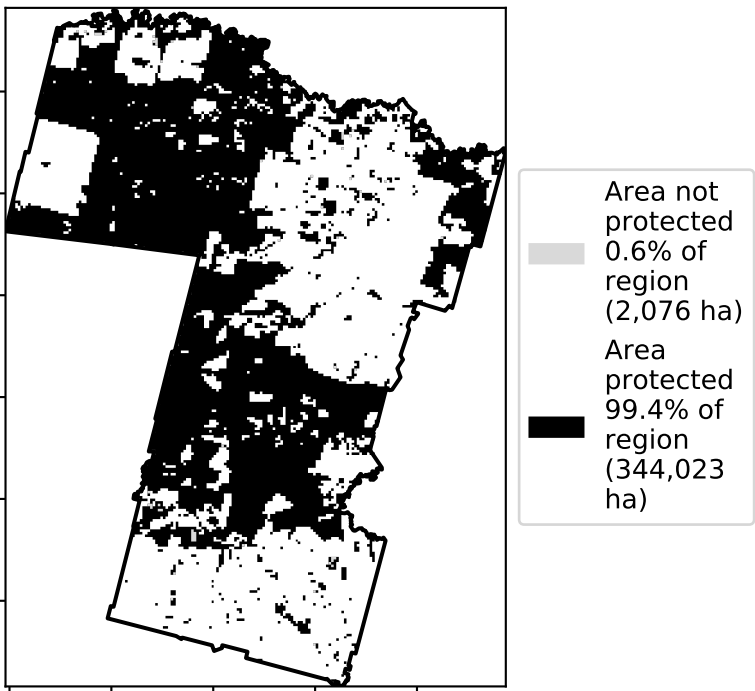 Area not
protected
0.6% of
region
(2,076 ha)
Area
protected
99.4% of
region
(344,023
ha)